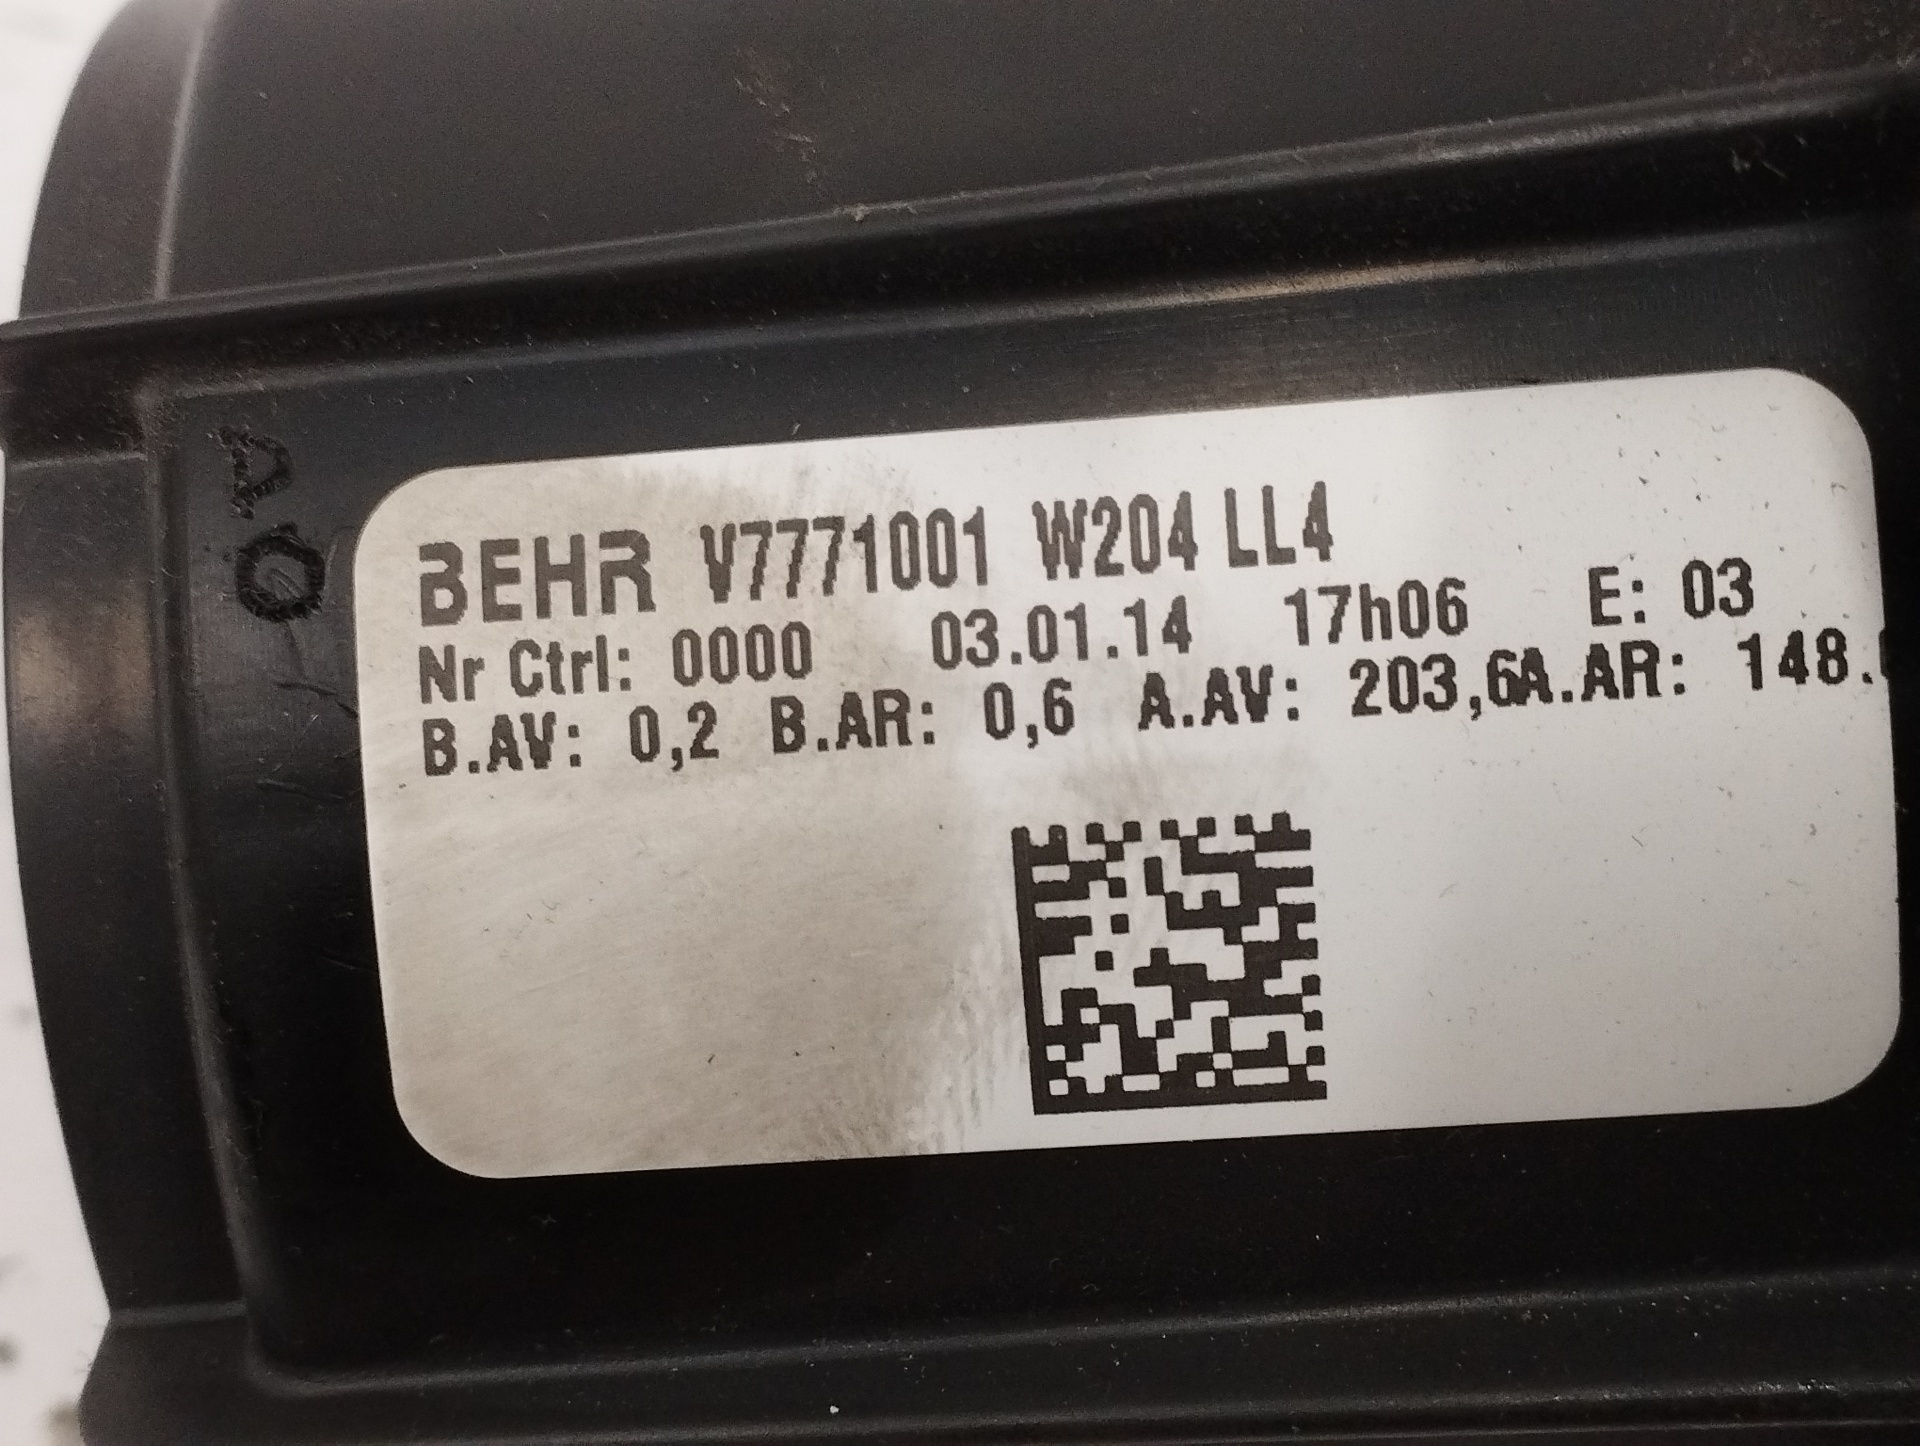 BEHR V7771001 W204 LL4
Nr Ctrl: 0000 03.01.14 17h06 E: 03
B.AV: 0,2 B.AR: 0,6 A.AV: 203,6A.AR: 148.